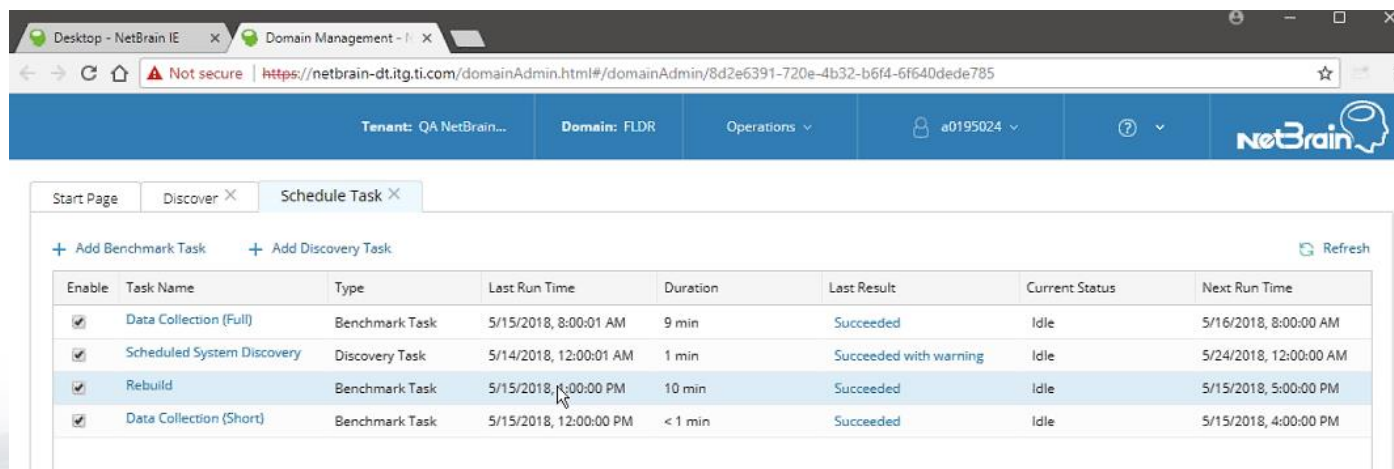 Desktop - NetBrain IE Domain Management -
Not secure | https://netbrain-dt.itg.ti.com/domainAdmin.html#/domainAdmin/8d2e6391-720e-4b32-b6f4-6f640dede785
Tenant: QA NetBrain... Domain: FLDR Operations a0195024 NetBrain
Start Page Discover Schedule Task
+ Add Benchmark Task + Add Discovery Task Refresh
Enable Task Name Type Last Run Time Duration Last Result Current Status Next Run Time
Data Collection (Full) Benchmark Task 5/15/2018, 8:00:01 AM 9 min Succeeded Idle 5/16/2018, 8:00:00 AM
Scheduled System Discovery Discovery Task 5/14/2018, 12:00:01 AM 1 min Succeeded with warning Idle 5/24/2018, 12:00:00 AM
Rebuild Benchmark Task 5/15/2018, PM 10 min Succeeded Idle 5/15/2018, 5:00:00 PM
Data Collection (Short) Benchmark Task 5/15/2018, 12:00:00 PM < 1 min Succeeded Idle 5/15/2018, 4:00:00 PM